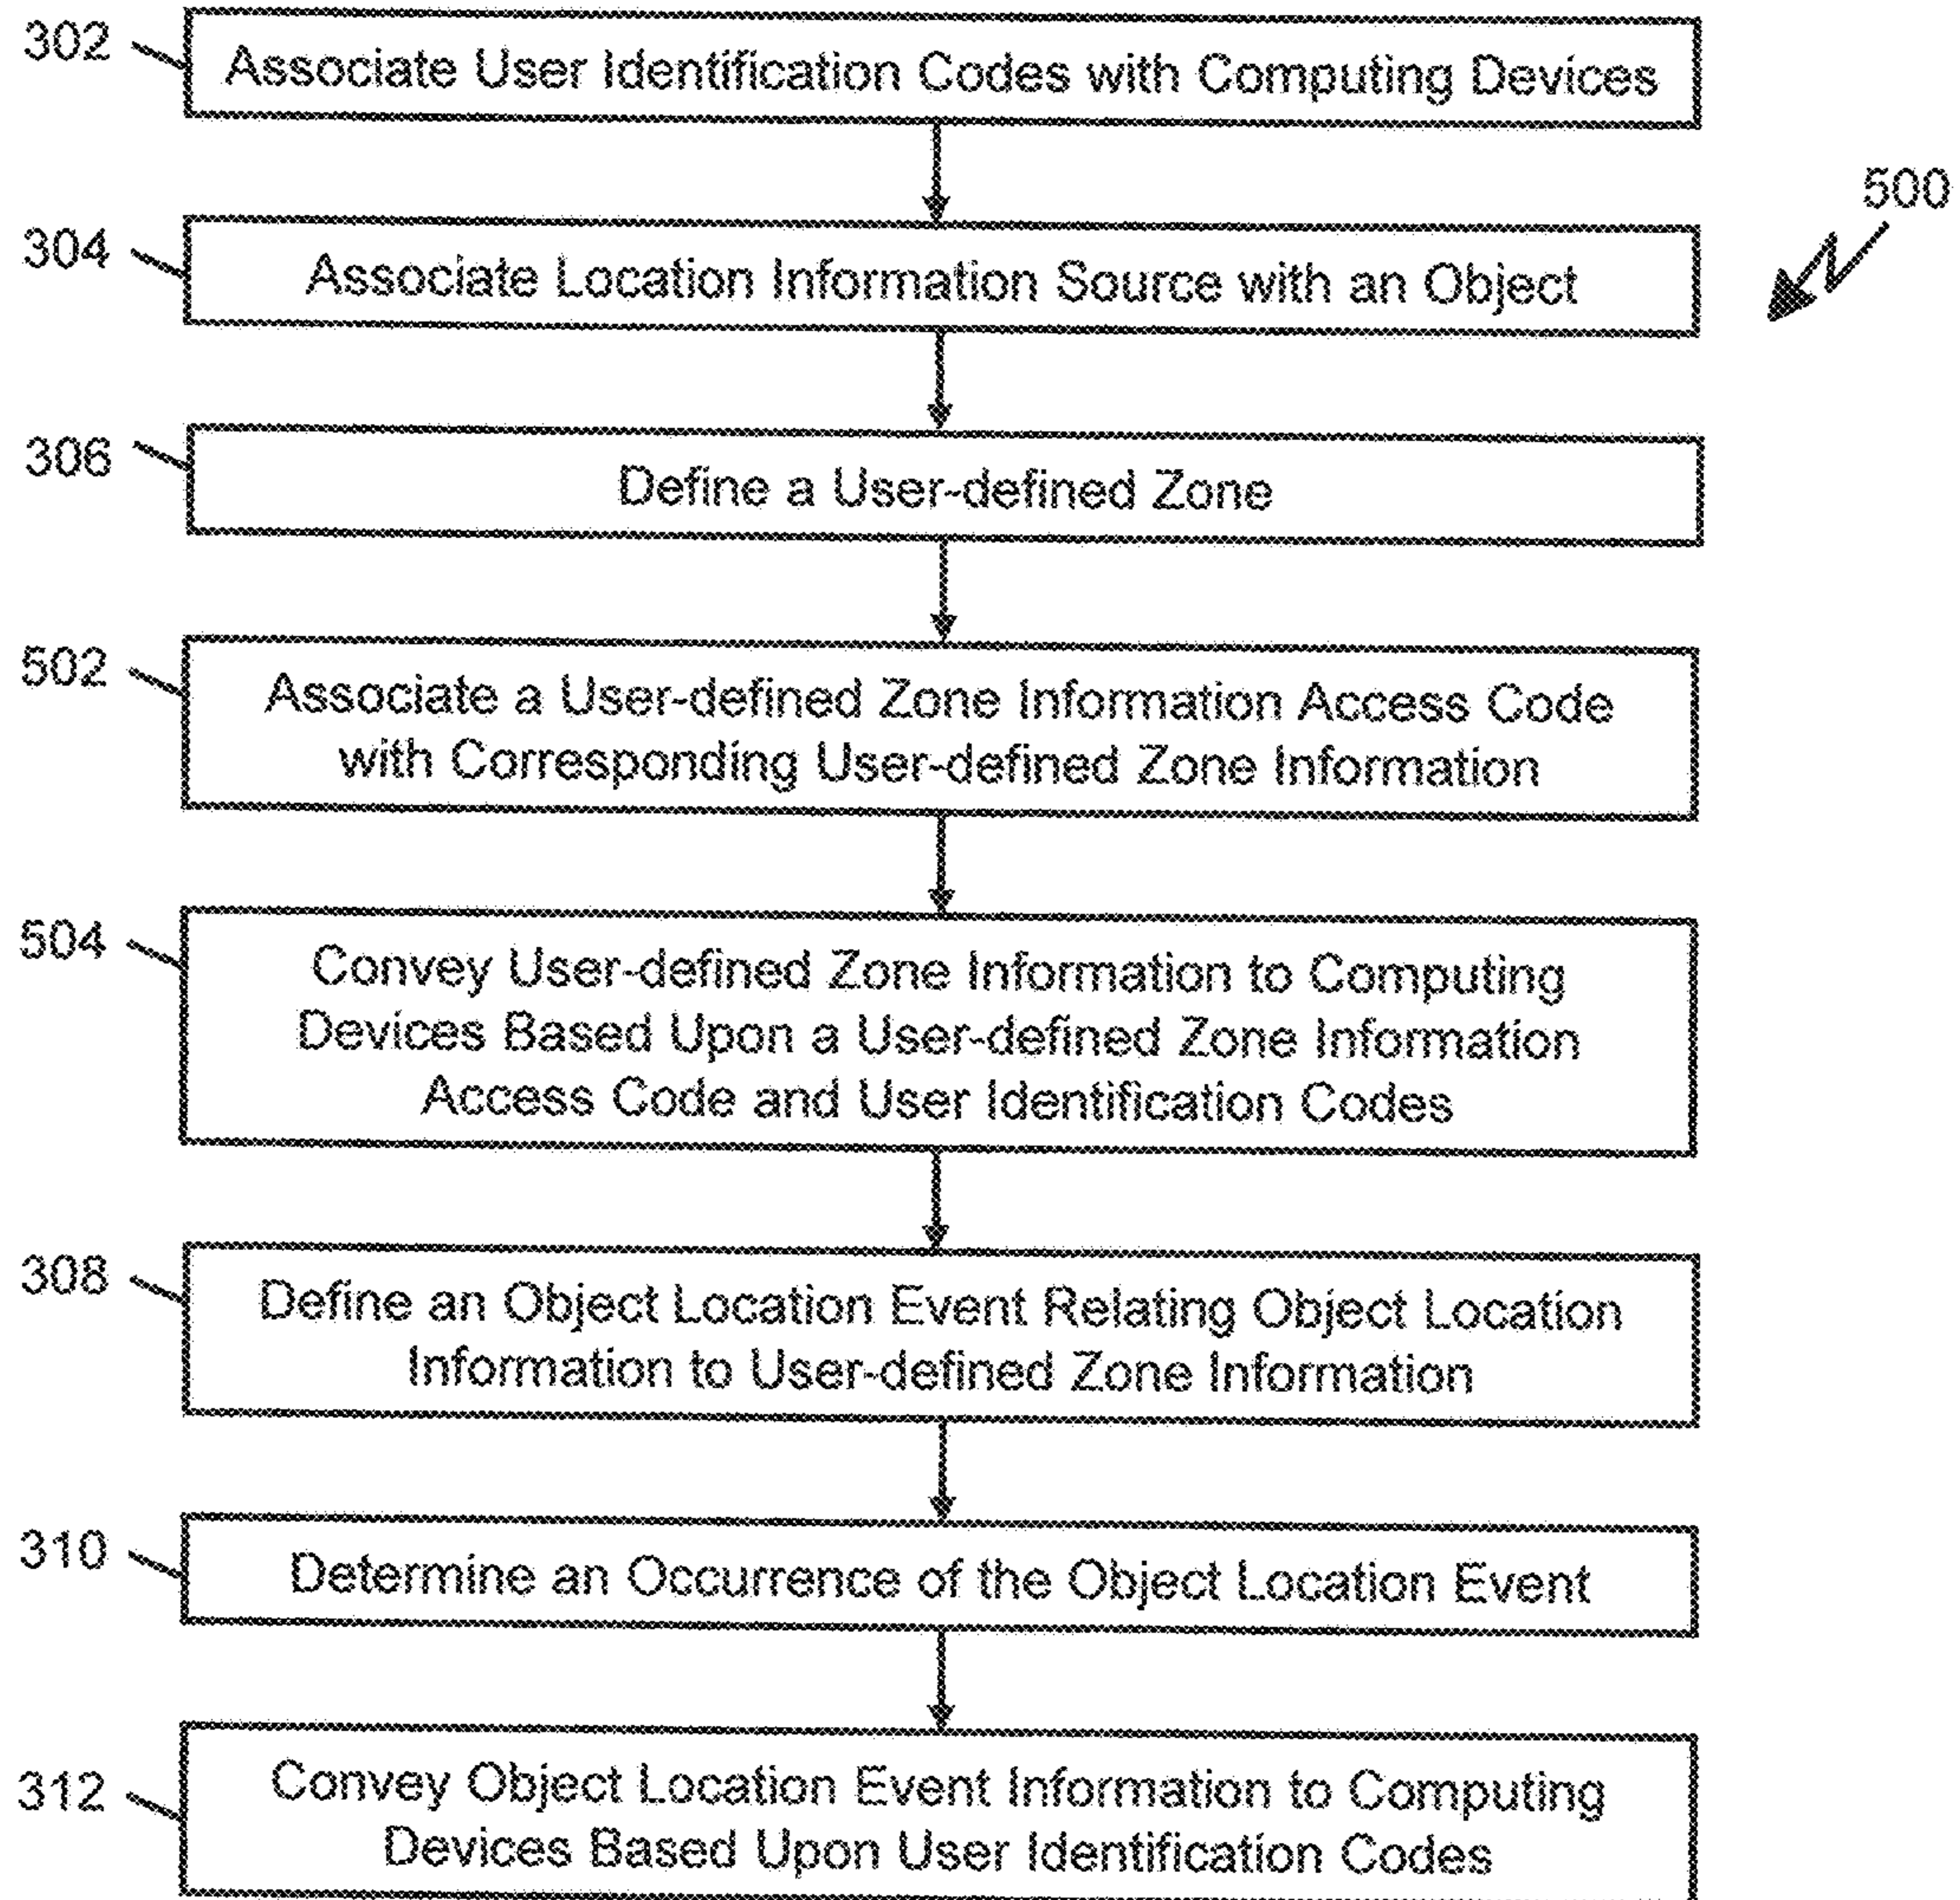 302
Associate User Identification Codes with Computing Devices
500
304
Associate Location Information Source with an Object
306
Define a User-defined Zone
502
Associate a User-defined Zone Information Access Code
with Corresponding User-defined Zone Information
504
Convey User-defined Zone Information to Computing
Devices Based Upon a User-defined Zone Information
Access Code and User Identification Codes
308
Define an Object Location Event Relating Object Location
Information to User-defined Zone Information
310
Determine an Occurrence of the Object Location Event
312
Convey Object Location Event Information to Computing
Devices Based Upon User Identification Codes